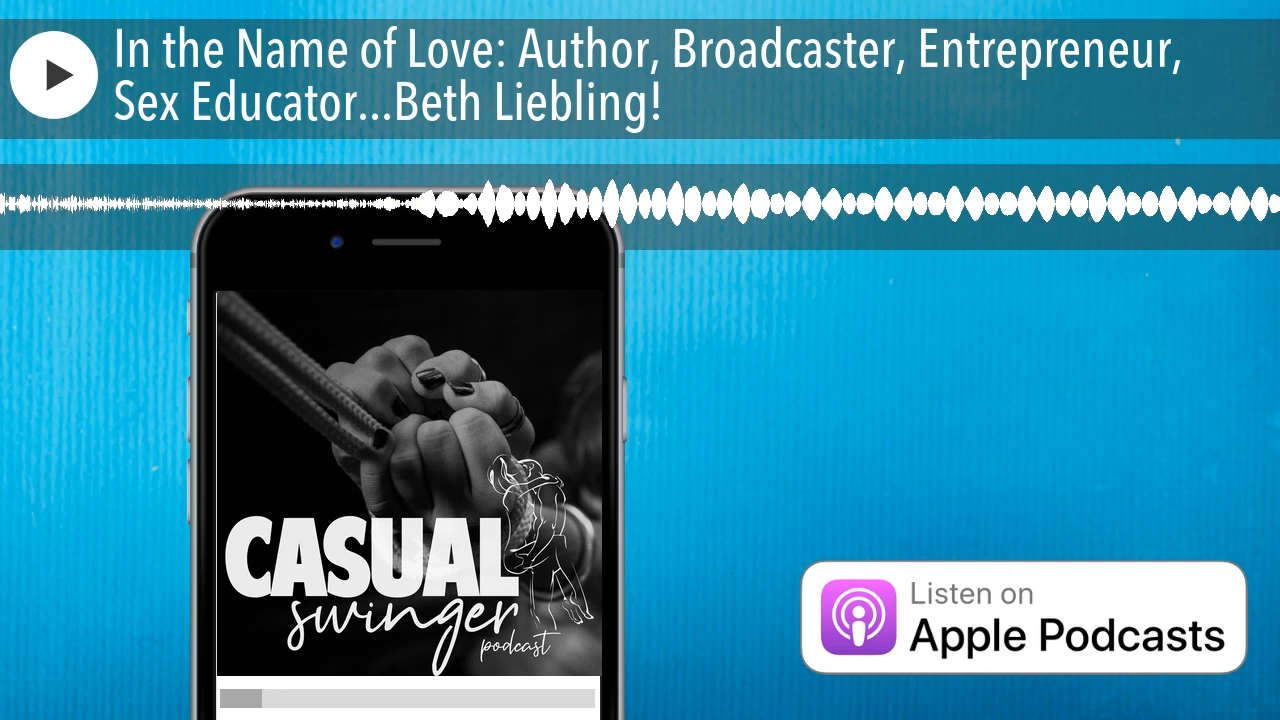 In the Name of Love: Author, Broadcaster, Entrepreneur,
Sex Educator...Beth Liebling!
CASUAL
swinger
podcast
Listen on
Apple Podcasts